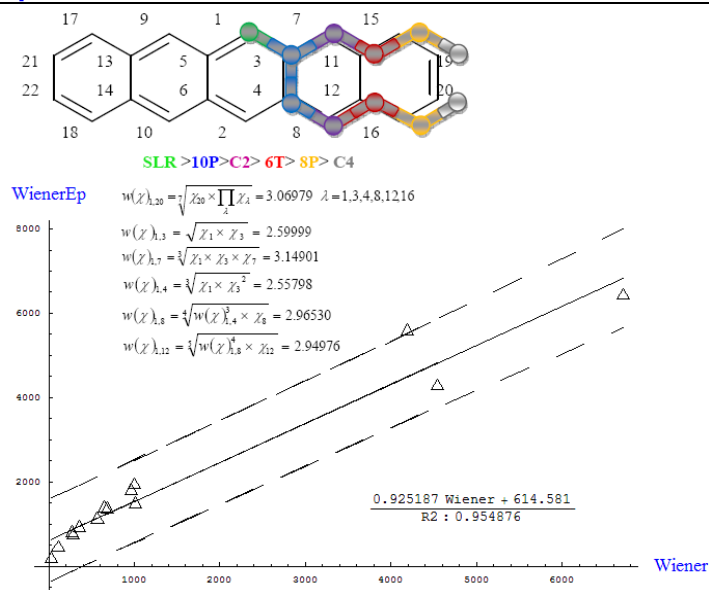 17 9 1 7 15
21 13 5 3 11 19
22 14 6 4 12 20
18 10 2 8 16
SLR >10P>C2> 6T> 8P> C4
WienerEp
w(χ)₁,₂₀ = ⁷√(χ₂₀ × ∏λ χλ) = 3.06979 λ = 1,3,4,8,12,16
w(χ)₁,₃ = √(χ₁ × χ₃) = 2.59999
w(χ)₁,₇ = ³√(χ₁ × χ₃ × χ₇) = 3.14901
w(χ)₁,₄ = ³√(χ₁ × χ₃²) = 2.55798
w(χ)₁,₈ = ⁴√(w(χ)³₁,₄ × χ₈) = 2.96530
w(χ)₁,₁₂ = ⁵√(w(χ)⁴₁,₈ × χ₁₂) = 2.94976
8000
6000
4000
2000
0.925187 Wiener + 614.581
R2 : 0.954876
Wiener
1000 2000 3000 4000 5000 6000